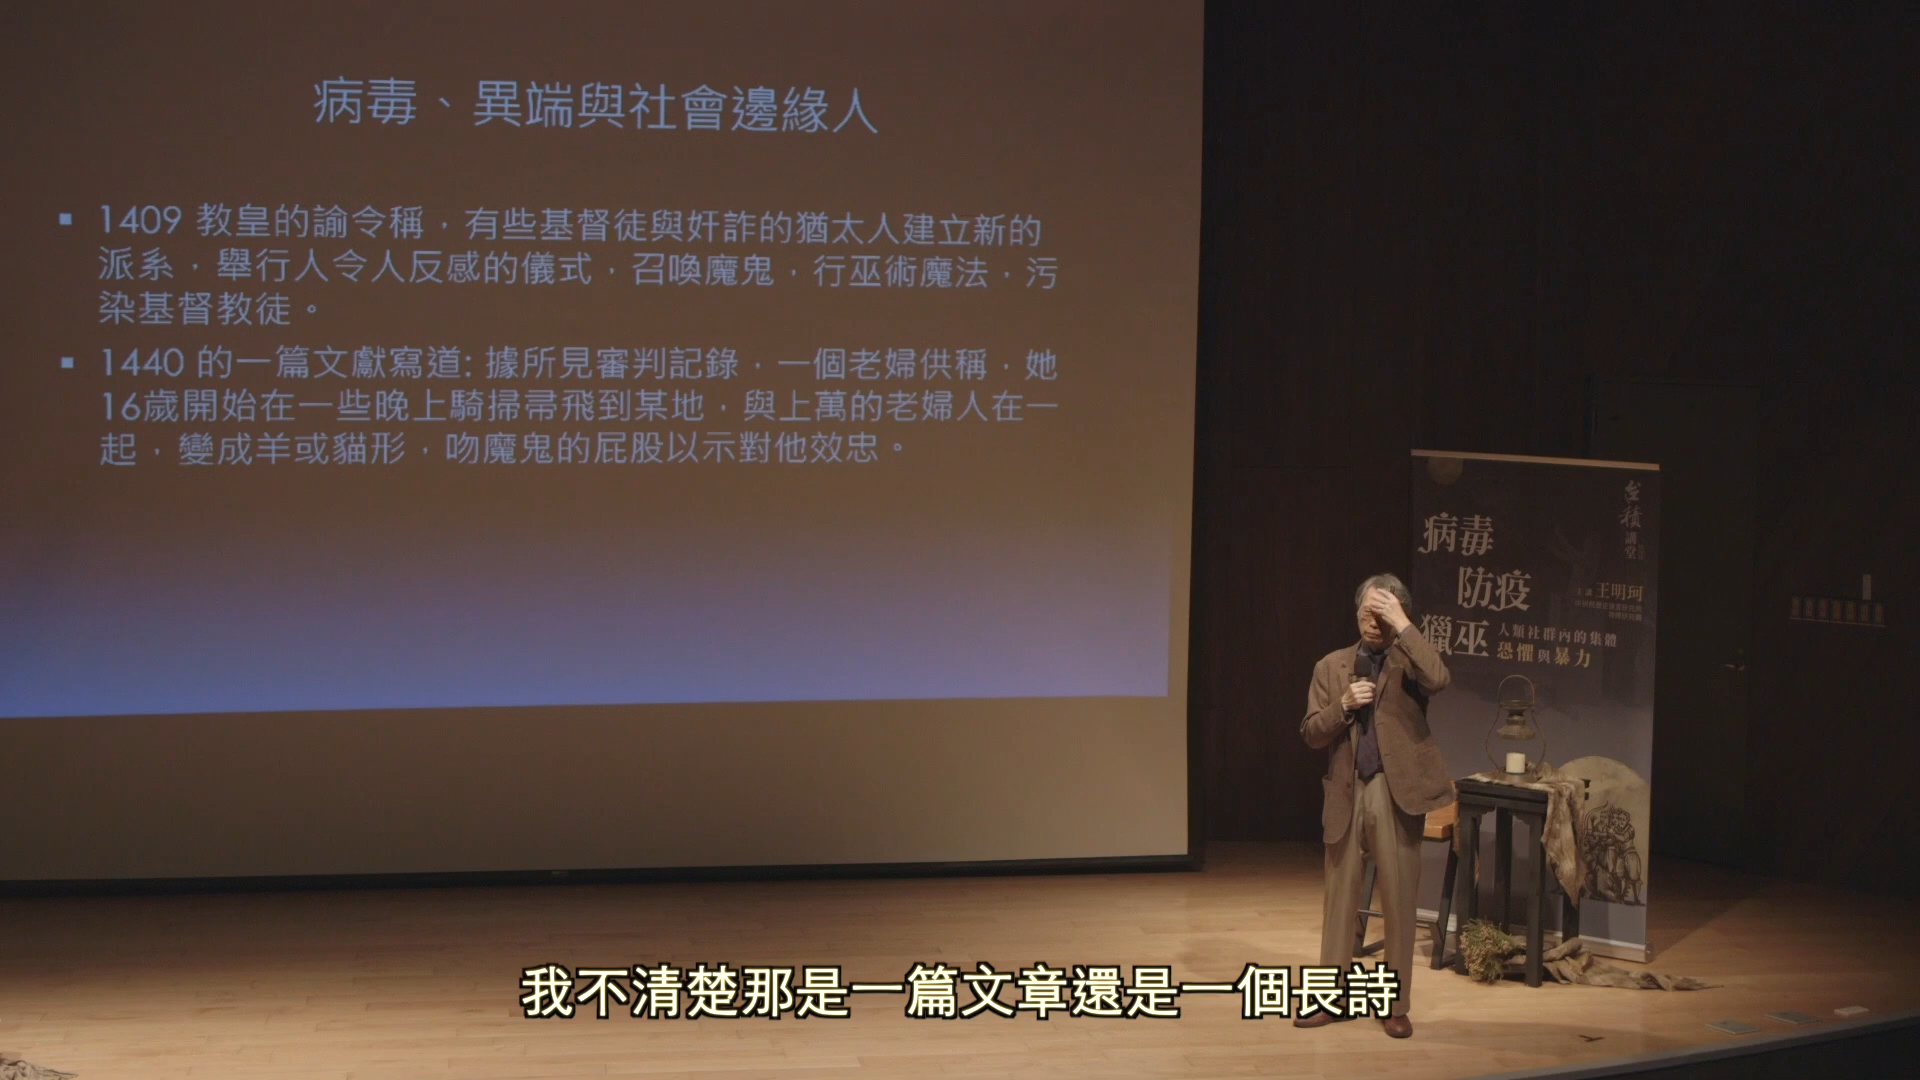 病毒、異端與社會邊緣人
▪ 1409 教皇的諭令稱，有些基督徒與奸詐的猶太人建立新的
派系，舉行人令人反感的儀式，召喚魔鬼，行巫術魔法，污
染基督教徒。
▪ 1440 的一篇文獻寫道: 據所見審判記錄，一個老婦供稱，她
16歲開始在一些晚上騎掃帚飛到某地，與上萬的老婦人在一
起，變成羊或貓形，吻魔鬼的屁股以示對他效忠。
台積
講堂
病毒
防疫
獵巫
主講 王明珂
人類社群內的集體
恐懼與暴力
我不清楚那是一篇文章還是一個長詩